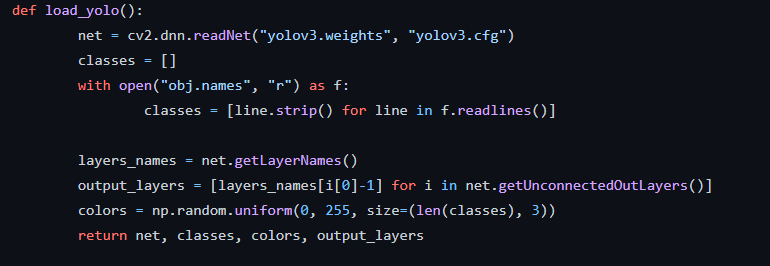 def load_yolo():
        net = cv2.dnn.readNet("yolov3.weights", "yolov3.cfg")
        classes = []
        with open("obj.names", "r") as f:
                classes = [line.strip() for line in f.readlines()]
        layers_names = net.getLayerNames()
        output_layers = [layers_names[i[0]-1] for i in net.getUnconnectedOutLayers()]
        colors = np.random.uniform(0, 255, size=(len(classes), 3))
        return net, classes, colors, output_layers